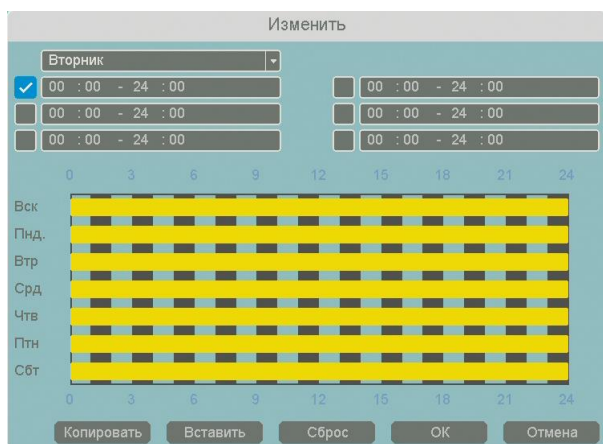 Изменить
Вторник
00 : 00 - 24 : 00 00 : 00 - 24 : 00
00 : 00 - 24 : 00 00 : 00 - 24 : 00
00 : 00 - 24 : 00 00 : 00 - 24 : 00
0 3 6 9 12 15 18 21 24
Вск
Пнд.
Втр
Срд
Чтв
Птн
Сбт
0 3 6 9 12 15 18 21 24
Копировать Вставить Сброс ОК Отмена